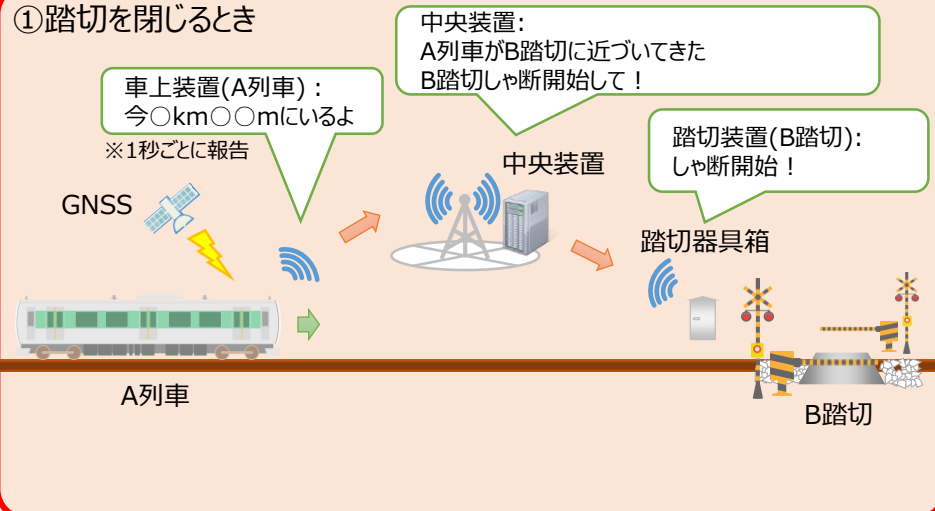 ①踏切を閉じるとき
中央装置:
A列車がB踏切に近づいてきた
B踏切しゃ断開始して！
車上装置(A列車)：
今○km○○mにいるよ
※1秒ごとに報告
踏切装置(B踏切):
しゃ断開始！
中央装置
GNSS
踏切器具箱
A列車
B踏切